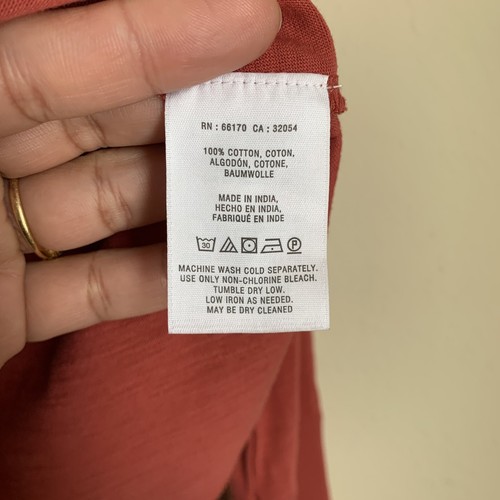 RN : 66170 CA : 32054
100% COTTON, COTON,
ALGODÓN, COTONE,
BAUMWOLLE
MADE IN INDIA,
HECHO EN INDIA,
FABRIQUÉ EN INDE
30 P
MACHINE WASH COLD SEPARATELY.
USE ONLY NON-CHLORINE BLEACH.
TUMBLE DRY LOW.
LOW IRON AS NEEDED.
MAY BE DRY CLEANED